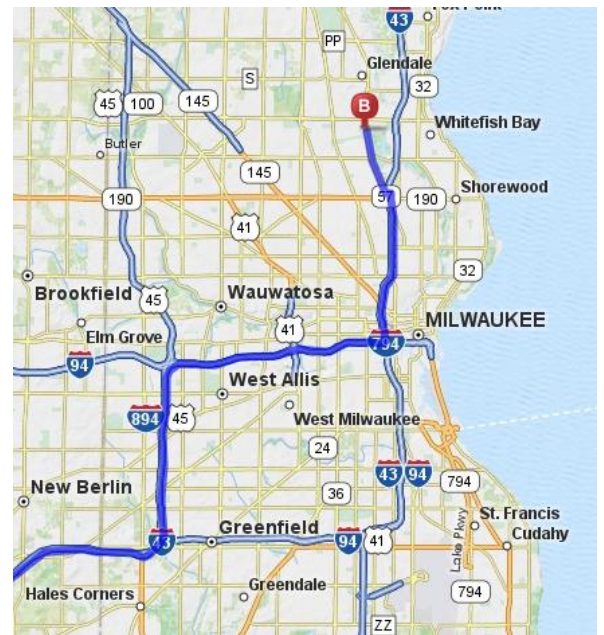 Fox Point
43
PP
Glendale
S
32
45
100
145
B
Whitefish Bay
Butler
145
190
57
190
Shorewood
41
32
Brookfield
45
Wauwatosa
Elm Grove
41
MILWAUKEE
94
794
West Allis
894
45
West Milwaukee
24
43
94
New Berlin
36
794
St. Francis
43
Greenfield
94
41
Lake Pkwy
Cudahy
Hales Corners
Greendale
794
ZZ